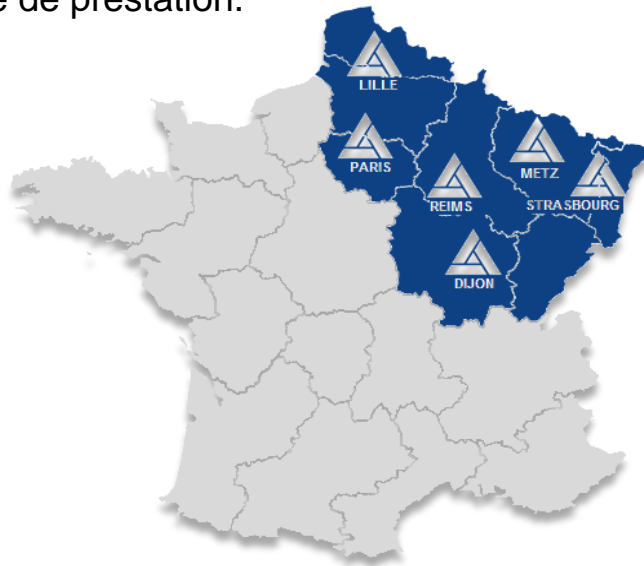 e de prestation.
LILLE
PARIS
METZ
REIMS
STRASBOURG
DIJON